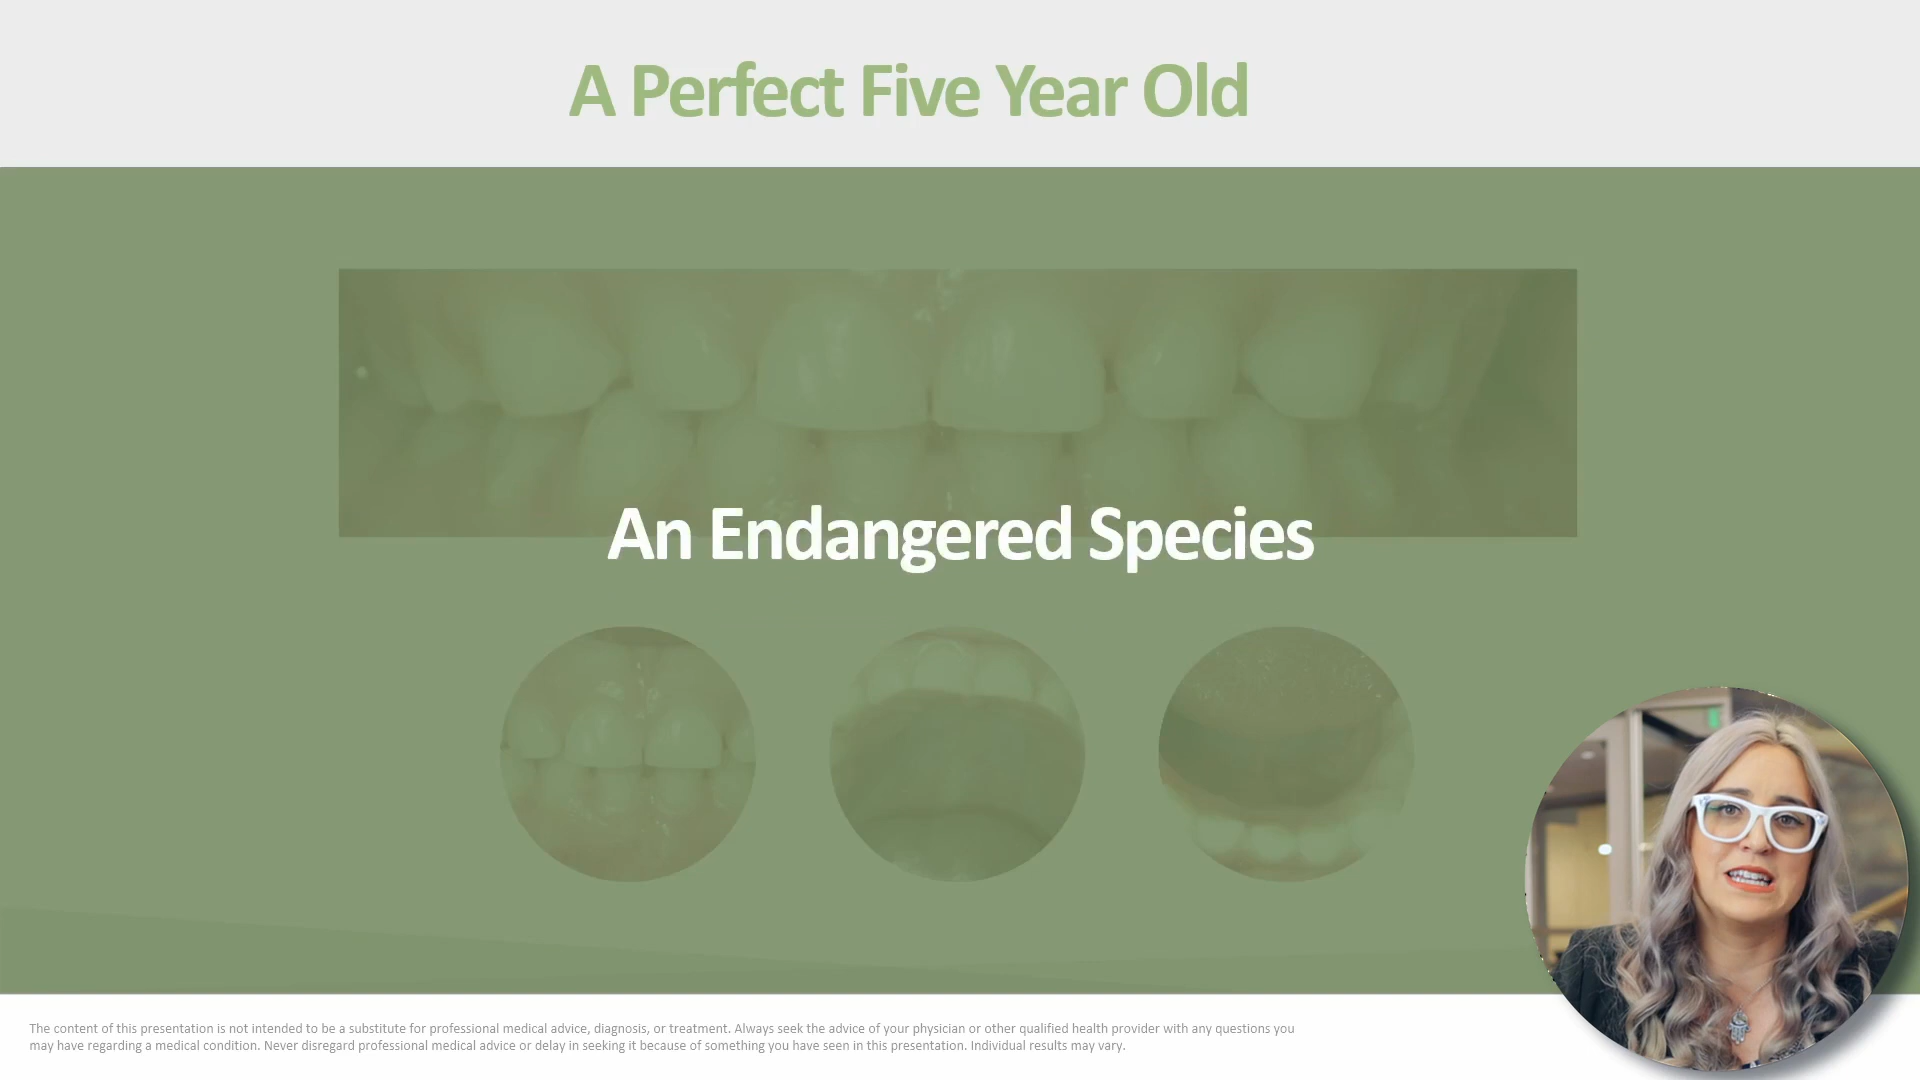 A Perfect Five Year Old
An Endangered Species
The content of this presentation is not intended to be a substitute for professional medical advice, diagnosis, or treatment. Always seek the advice of your physician or other qualified health provider with any questions you
may have regarding a medical condition. Never disregard professional medical advice or delay in seeking it because of something you have seen in this presentation. Individual results may vary.